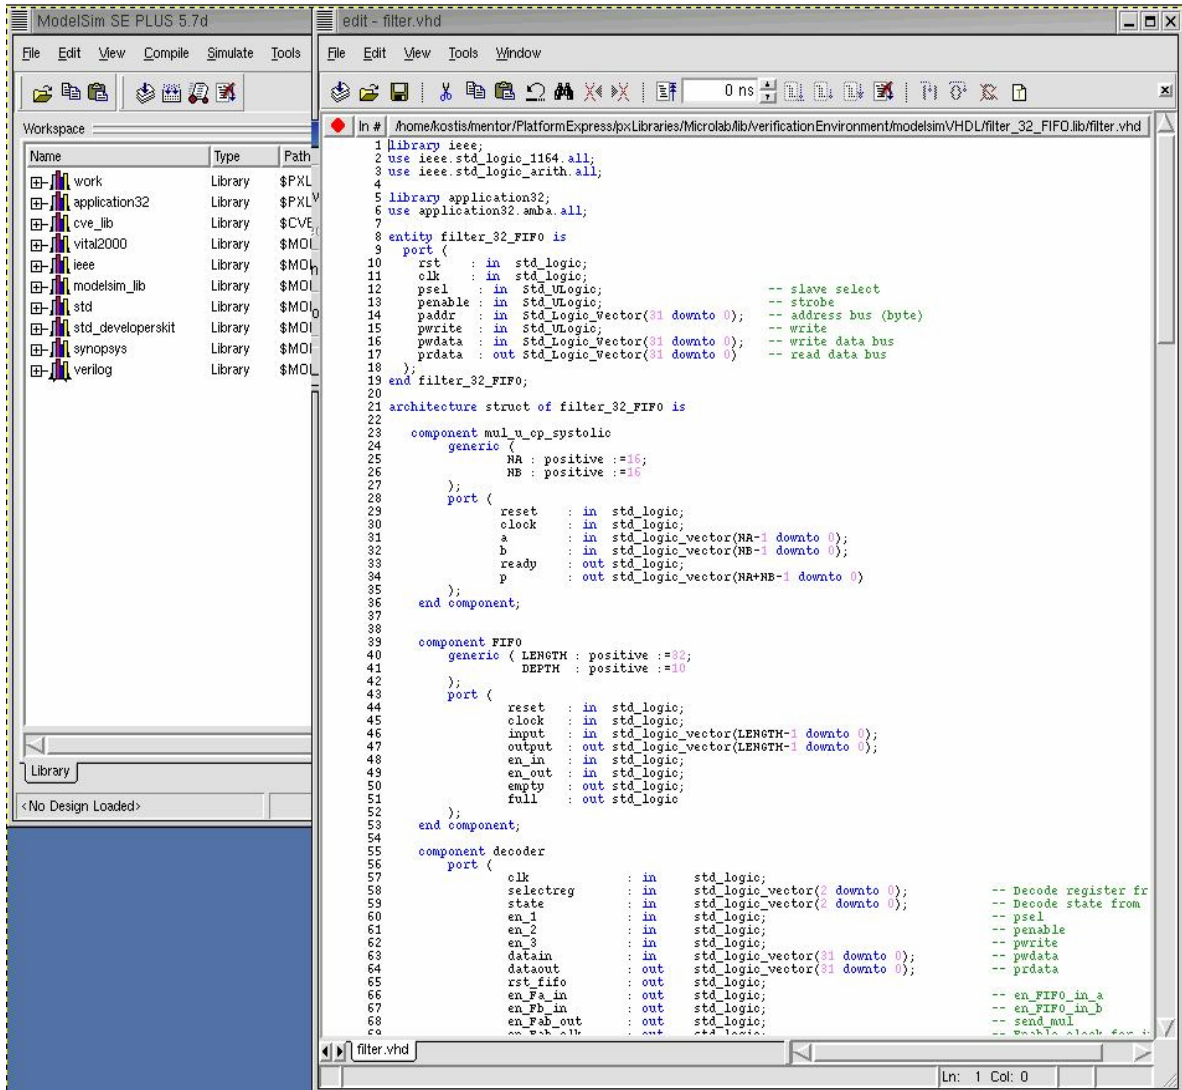 ModelSim SE PLUS 5.7d
File Edit View Compile Simulate Tools
Workspace
Name Type Path
work Library $PXL
application32 Library $PXL
cve_lib Library $CVE
vital2000 Library $MOL
ieee Library $MOL
modelsim_lib Library $MOL
std Library $MOL
std_developerskit Library $MOL
synopsys Library $MOL
verilog Library $MOL
Library
<No Design Loaded>
edit - filter.vhd
File Edit View Tools Window
0 ns
ln # /home/kostis/mentor/PlatformExpress/pxLibraries/Microlab/lib/verificationEnvironment/modelsimVHDL/filter_32_FIFO.lib/filter.vhd
1 library ieee;
2 use ieee.std_logic_1164.all;
3 use ieee.std_logic_arith.all;
4
5 library application32;
6 use application32.amba.all;
7
8 entity filter_32_FIFO is
9 port (
10 rst : in std_logic;
11 clk : in std_logic;
12 psel : in Std_ULogic; -- slave select
13 penable : in Std_ULogic; -- strobe
14 paddr : in Std_Logic_Vector(31 downto 0); -- address bus (byte)
15 pwrite : in Std_ULogic; -- write
16 pwdata : in Std_Logic_Vector(31 downto 0); -- write data bus
17 prdata : out Std_Logic_Vector(31 downto 0) -- read data bus
18 );
19 end filter_32_FIFO;
20
21 architecture struct of filter_32_FIFO is
22
23 component mul_u_cp_systolic
24 generic (
25 NA : positive :=16;
26 NB : positive :=16
27 );
28 port (
29 reset : in std_logic;
30 clock : in std_logic;
31 a : in std_logic_vector(NA-1 downto 0);
32 b : in std_logic_vector(NB-1 downto 0);
33 ready : out std_logic;
34 p : out std_logic_vector(NA+NB-1 downto 0)
35 );
36 end component;
37
38
39 component FIFO
40 generic ( LENGTH : positive :=32;
41 DEPTH : positive :=10
42 );
43 port (
44 reset : in std_logic;
45 clock : in std_logic;
46 input : in std_logic_vector(LENGTH-1 downto 0);
47 output : out std_logic_vector(LENGTH-1 downto 0);
48 en_in : in std_logic;
49 en_out : in std_logic;
50 empty : out std_logic;
51 full : out std_logic
52 );
53 end component;
54
55 component decoder
56 port (
57 clk : in std_logic;
58 selectreg : in std_logic_vector(2 downto 0); -- Decode register fr
59 state : in std_logic_vector(2 downto 0); -- Decode state from
60 en_1 : in std_logic; -- psel
61 en_2 : in std_logic; -- penable
62 en_3 : in std_logic; -- pwrite
63 datain : in std_logic_vector(31 downto 0); -- pwdata
64 dataout : out std_logic_vector(31 downto 0); -- prdata
65 rst_fifo : out std_logic;
66 en_Fa_in : out std_logic; -- en_FIFO_in_a
67 en_Fb_in : out std_logic; -- en_FIFO_in_b
68 en_Fab_out : out std_logic; -- send_mul
69 en_Fab_clk : out std_logic; -- Enable clock for i
filter.vhd
Ln: 1 Col: 0